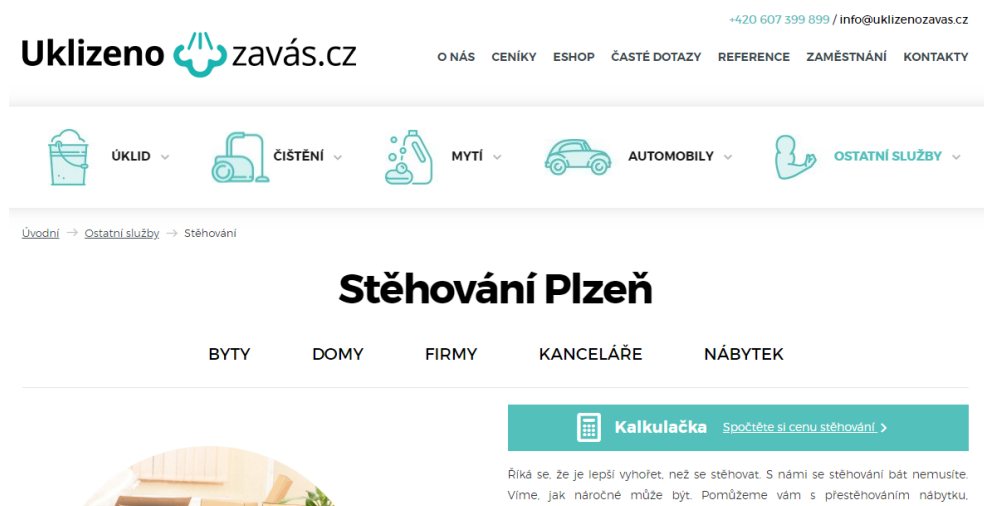 +420 607 399 899 / info@uklizenozavas.cz
Uklizeno zavás.cz
O NÁS CENÍKY ESHOP ČASTÉ DOTAZY REFERENCE ZAMĚSTNÁNÍ KONTAKTY
ÚKLID ČIŠTĚNÍ MYTÍ AUTOMOBILY OSTATNÍ SLUŽBY
Úvodní → Ostatní služby → Stěhování
Stěhování Plzeň
BYTY DOMY FIRMY KANCELÁŘE NÁBYTEK
Kalkulačka Spočtěte si cenu stěhování >
Říká se, že je lepší vyhořet, než se stěhovat. S námi se stěhování bát nemusíte.
Víme, jak náročné může být. Pomůžeme vám s přestěhováním nábytku,